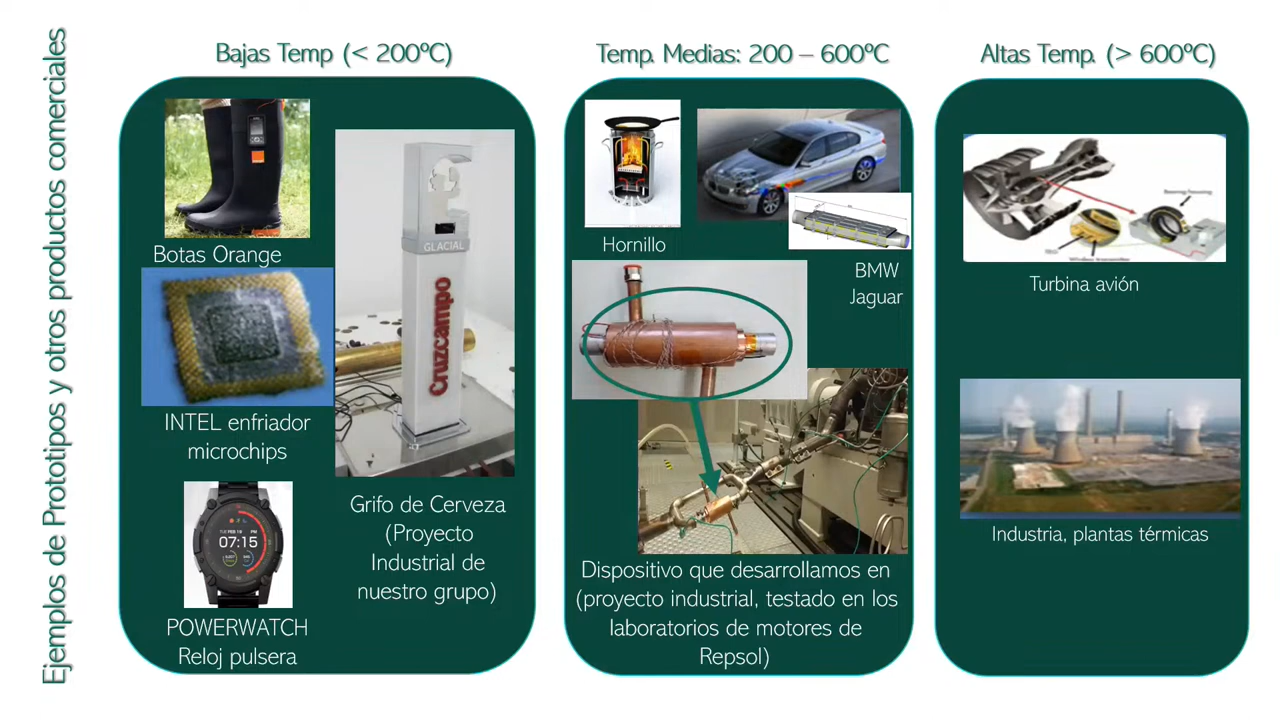 Ejemplos de Prototipos y otros productos comerciales
Bajas Temp (< 200ºC)
Botas Orange
INTEL enfriador
microchips
07:15
POWERWATCH
Reloj pulsera
GLACIAL
Cruzcampo
Grifo de Cerveza
(Proyecto
Industrial de
nuestro grupo)
Temp. Medias: 200 – 600ºC
Hornillo
BMW
Jaguar
Dispositivo que desarrollamos en
(proyecto industrial, testado en los
laboratorios de motores de
Repsol)
Altas Temp. (> 600ºC)
Turbina avión
Industria, plantas térmicas